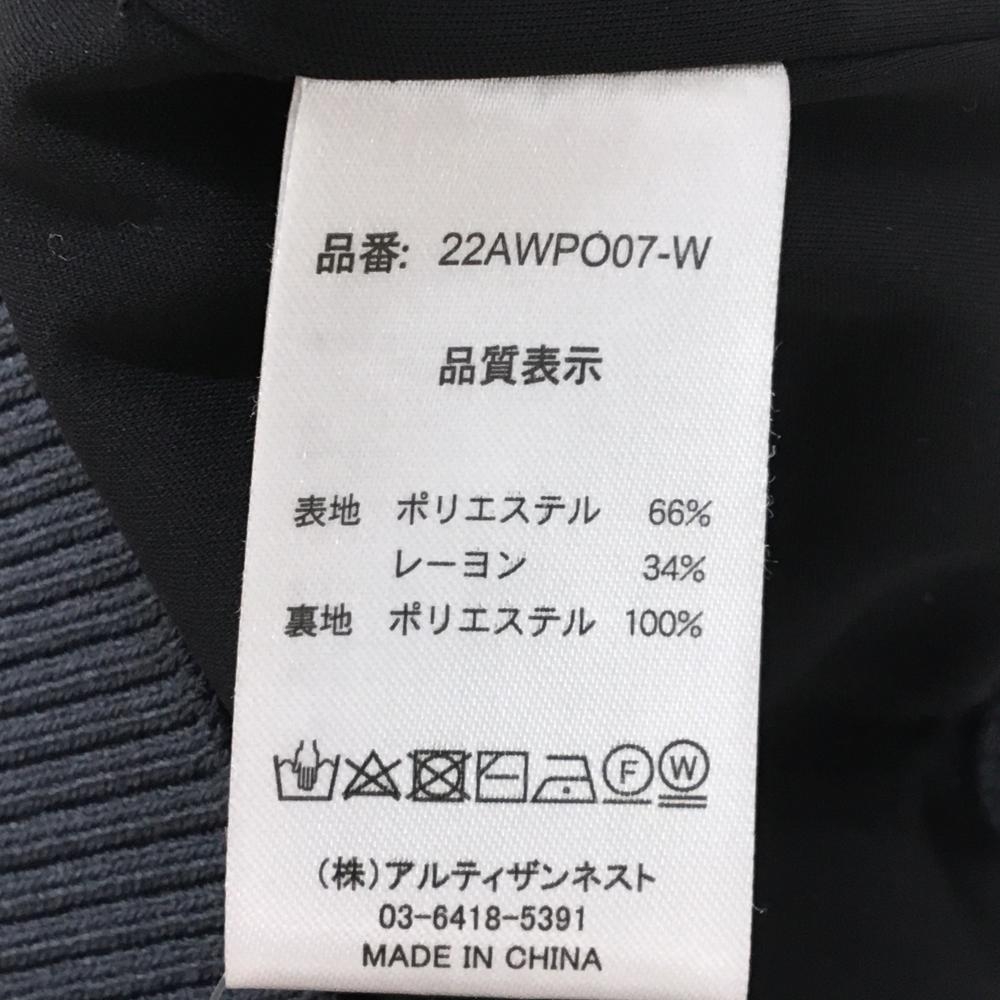 品番: 22AWPO07-W
品質表示
表地 ポリエステル 66%
レーヨン 34%
裏地 ポリエステル 100%
F W
(株)アルティザンネスト
03-6418-5391
MADE IN CHINA